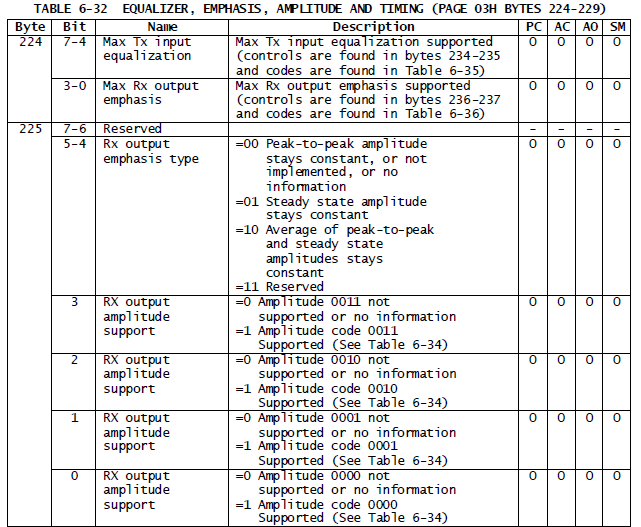 TABLE 6-32 EQUALIZER, EMPHASIS, AMPLITUDE AND TIMING (PAGE 03H BYTES 224-229)
Byte Bit Name Description PC AC AO SM
224 7-4 Max Tx input Max Tx input equalization supported O O O O
equalization (controls are found in bytes 234-235
and codes are found in Table 6-35)
3-0 Max Rx output Max Rx output emphasis supported O O O O
emphasis (controls are found in bytes 236-237
and codes are found in Table 6-36)
225 7-6 Reserved - - - -
5-4 Rx output =00 Peak-to-peak amplitude O O O O
emphasis type stays constant, or not
implemented, or no
information
=01 Steady state amplitude
stays constant
=10 Average of peak-to-peak
and steady state
amplitudes stays
constant
=11 Reserved
3 RX output =0 Amplitude 0011 not O O O O
amplitude supported or no information
support =1 Amplitude code 0011
Supported (See Table 6-34)
2 RX output =0 Amplitude 0010 not O O O O
amplitude supported or no information
support =1 Amplitude code 0010
Supported (See Table 6-34)
1 RX output =0 Amplitude 0001 not O O O O
amplitude supported or no information
support =1 Amplitude code 0001
Supported (See Table 6-34)
0 RX output =0 Amplitude 0000 not O O O O
amplitude supported or no information
support =1 Amplitude code 0000
Supported (See Table 6-34)